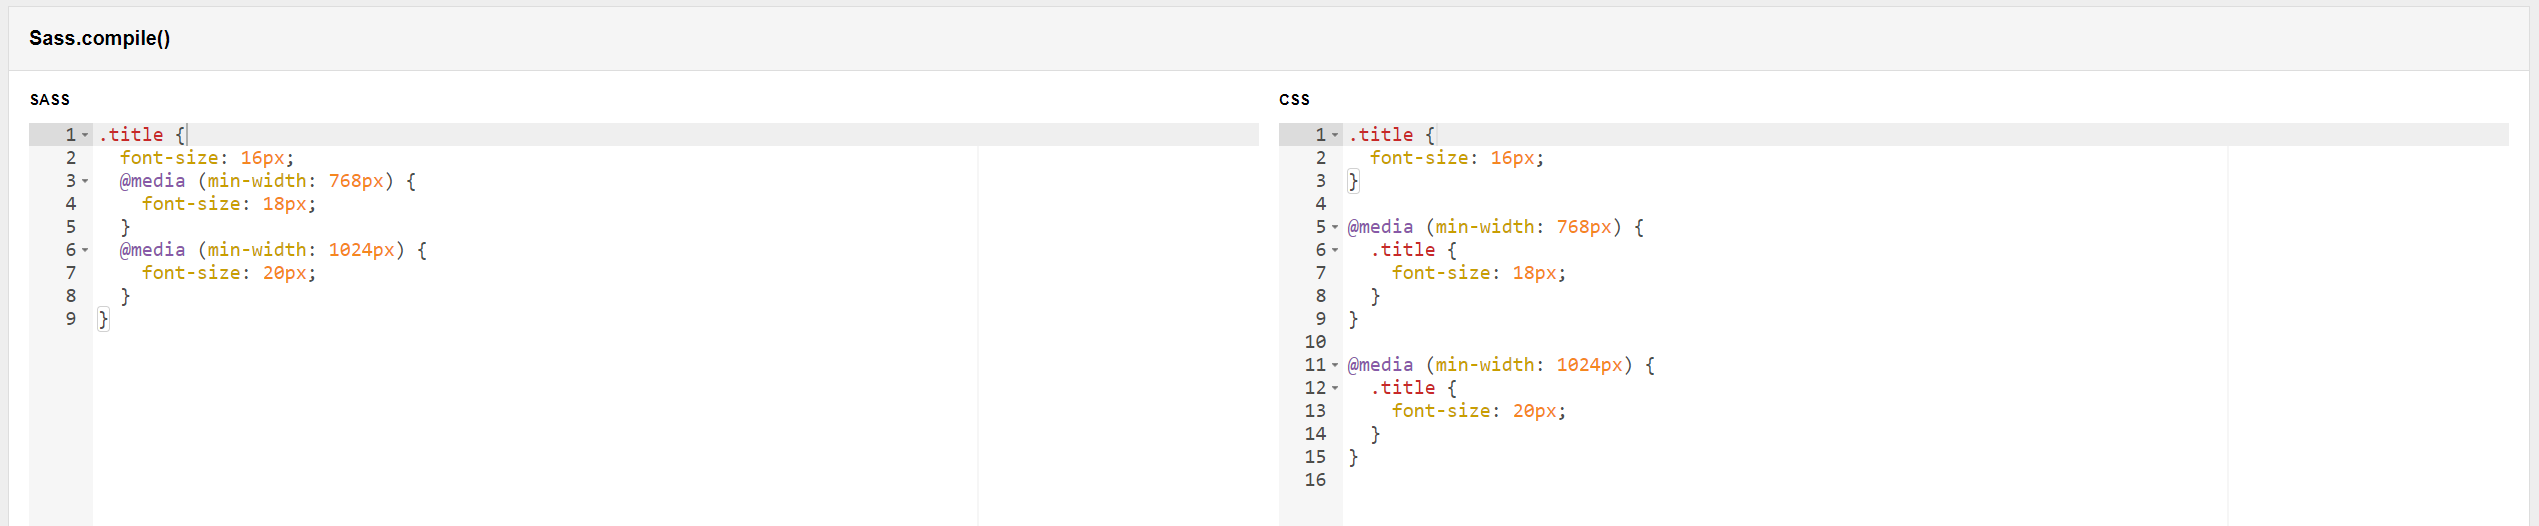 Sass.compile()
SASS
1 .title {
2   font-size: 16px;
3   @media (min-width: 768px) {
4     font-size: 18px;
5   }
6   @media (min-width: 1024px) {
7     font-size: 20px;
8   }
9 }
CSS
1 .title {
2   font-size: 16px;
3 }
4
5 @media (min-width: 768px) {
6   .title {
7     font-size: 18px;
8   }
9 }
10
11 @media (min-width: 1024px) {
12   .title {
13     font-size: 20px;
14   }
15 }
16